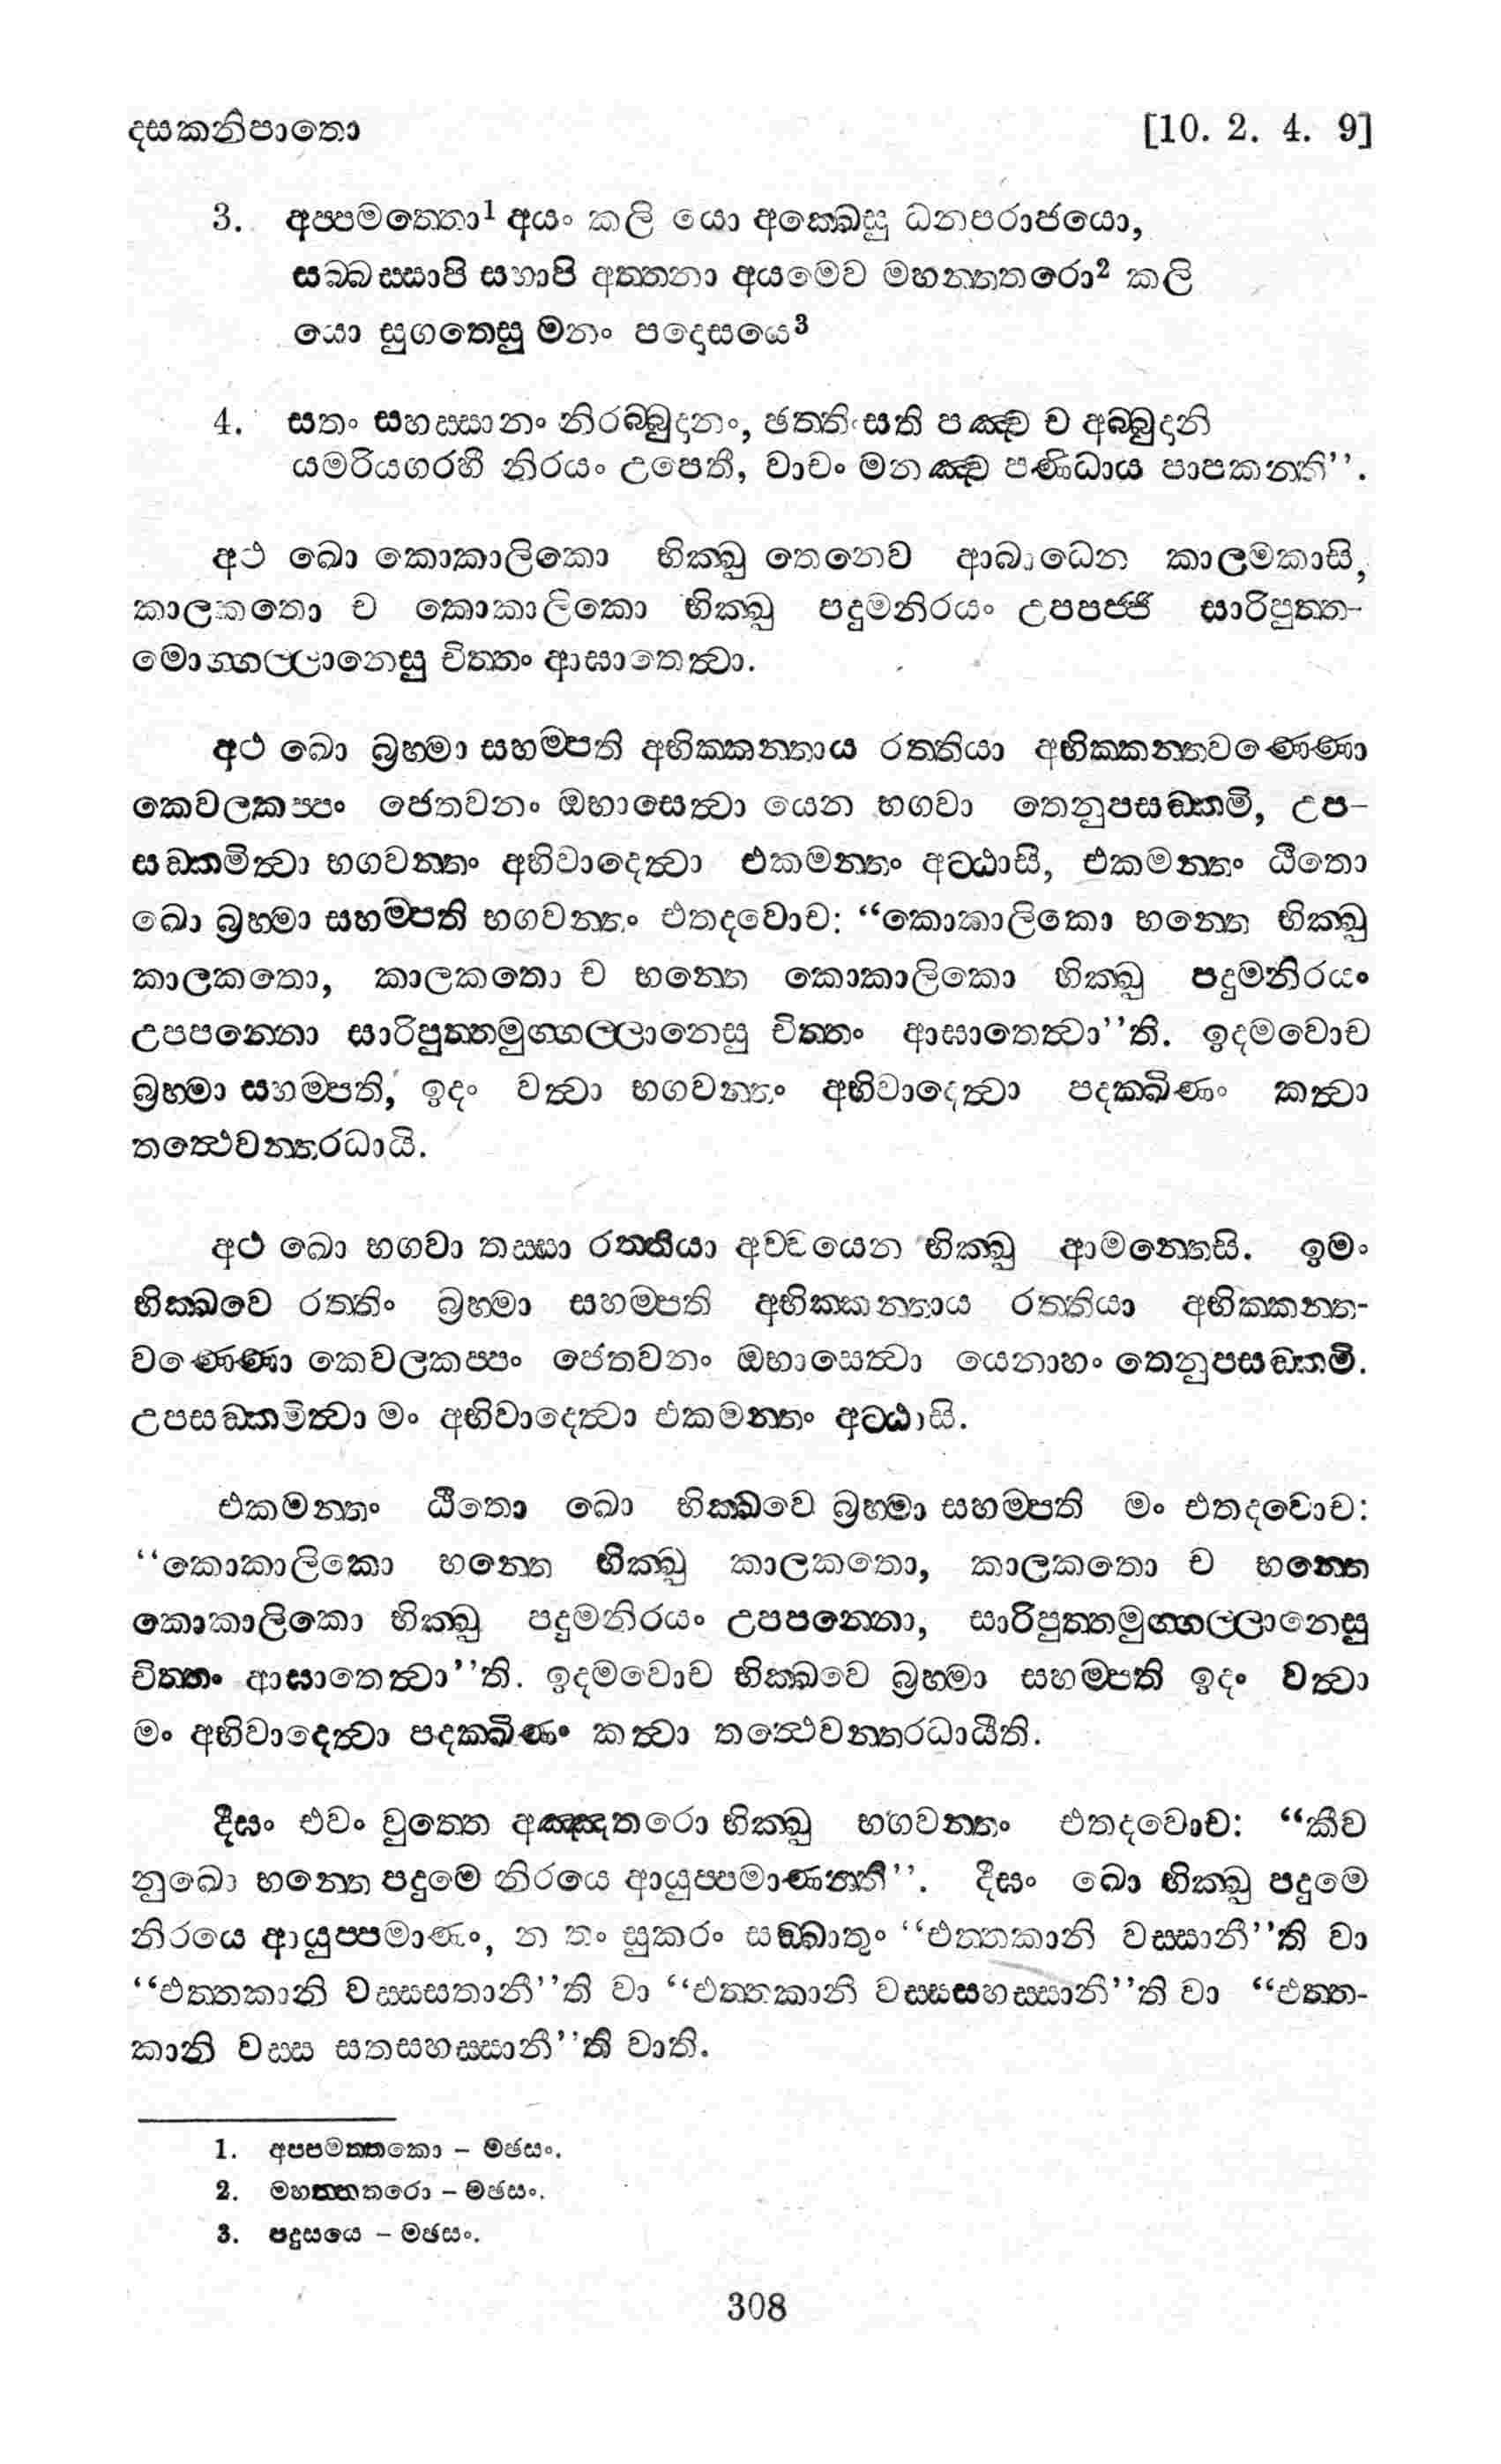 දසකනිපාතො [10. 2. 4. 9]
3. අප්පමත්තො¹ අයං කලි යො අක්ඛෙසු ධනපරාජයො,
සබ්බස්සාපි සහාපි අත්තනා අයමෙව මහන්තතරො² කලි
යො සුගතෙසු මනං පදොසයෙ³
4. සතං සහස්සානං නිරබ්බුදානං, ඡත්තිංසති පඤ්ච ච අබ්බුදානි
යමරියගරහී නිරයං උපෙති, වාචං මනඤ්ච පණිධාය පාපකන්ති’’.
අථ ඛො කොකාලිකො භික්ඛු තෙනෙව ආබාධෙන කාලමකාසි,
කාලකතො ච කොකාලිකො භික්ඛු පදුමනිරයං උපපජ්ජි සාරිපුත්ත-
මොග්ගල්ලානෙසු චිත්තං ආඝාතෙත්වා.
අථ ඛො බ්‍රහ්මා සහම්පති අභික්කන්තාය රත්තියා අභික්කන්තවණ්ණො
කෙවලකප්පං ජෙතවනං ඔභාසෙත්වා යෙන භගවා තෙනුපසඞ්කමි, උප-
සඞ්කමිත්වා භගවන්තං අභිවාදෙත්වා එකමන්තං අට්ඨාසි, එකමන්තං ඨිතො
ඛො බ්‍රහ්මා සහම්පති භගවන්තං එතදවොච: “කොකාලිකො භන්තෙ භික්ඛු
කාලකතො, කාලකතො ච භන්තෙ කොකාලිකො භික්ඛු පදුමනිරයං
උපපන්නො සාරිපුත්තමුග්ගල්ලානෙසු චිත්තං ආඝාතෙත්වා’’ති. ඉදමවොච
බ්‍රහ්මා සහම්පති, ඉදං වත්වා භගවන්තං අභිවාදෙත්වා පදක්ඛිණං කත්වා
තත්ථෙවන්තරධායි.
අථ ඛො භගවා තස්සා රත්තියා අච්චයෙන භික්ඛු ආමන්තෙසි. ඉමං
භික්ඛවෙ රත්තිං බ්‍රහ්මා සහම්පති අභික්කන්තාය රත්තියා අභික්කන්ත-
වණ්ණො කෙවලකප්පං ජෙතවනං ඔභාසෙත්වා යෙනාහං තෙනුපසඞ්කමි.
උපසඞ්කමිත්වා මං අභිවාදෙත්වා එකමන්තං අට්ඨාසි.
එකමන්තං ඨිතො ඛො භික්ඛවෙ බ්‍රහ්මා සහම්පති මං එතදවොච:
‘‘කොකාලිකො භන්තෙ භික්ඛු කාලකතො, කාලකතො ච භන්තෙ
කොකාලිකො භික්ඛු පදුමනිරයං උපපන්නො, සාරිපුත්තමුග්ගල්ලානෙසු
චිත්තං ආඝාතෙත්වා’’ති. ඉදමවොච භික්ඛවෙ බ්‍රහ්මා සහම්පති ඉදං වත්වා
මං අභිවාදෙත්වා පදක්ඛිණං කත්වා තත්ථෙවන්තරධායීති.
දීඝං එවං වුත්තෙ අඤ්ඤතරො භික්ඛු භගවන්තං එතදවොච: “කීව
නුඛො භන්තෙ පදුමෙ නිරයෙ ආයුප්පමාණන්ති’’. දීඝං ඛො භික්ඛු පදුමෙ
නිරයෙ ආයුප්පමාණං, න තං සුකරං සඞ්ඛාතුං ‘‘එත්තකානි වස්සානී’’ති වා
‘‘එත්තකානි වස්සසතානී’’ති වා ‘‘එත්තකානි වස්සසහස්සානී’’ති වා ‘‘එත්ත-
කානි වස්ස සතසහස්සානී’’ති වාති.
1. අප්පමත්තකො – මඡසං.
2. මහත්තතරො – මඡසං.
3. පදුසයෙ – මඡසං.
308